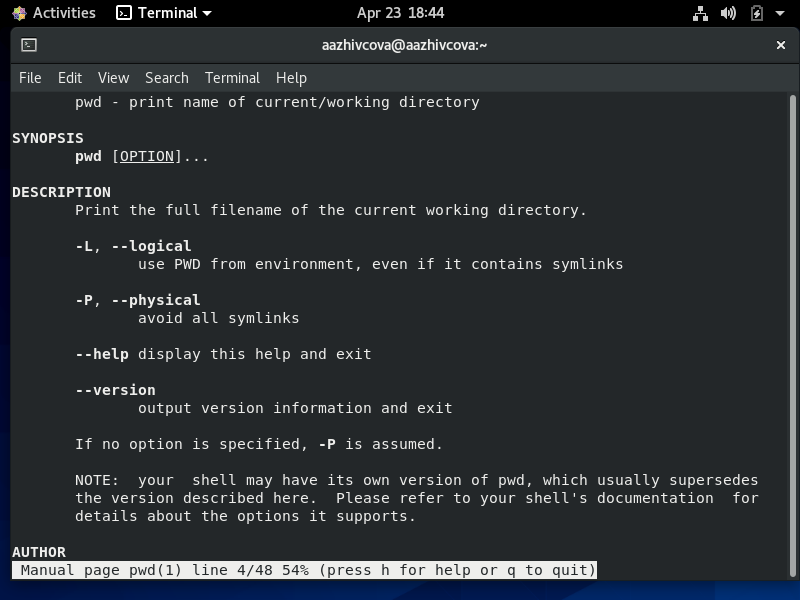 Activities Terminal Apr 23 18:44
aazhivcova@aazhivcova:~
File Edit View Search Terminal Help
pwd - print name of current/working directory
SYNOPSIS
pwd [OPTION]...
DESCRIPTION
Print the full filename of the current working directory.
-L, --logical
use PWD from environment, even if it contains symlinks
-P, --physical
avoid all symlinks
--help display this help and exit
--version
output version information and exit
If no option is specified, -P is assumed.
NOTE:  your  shell may have its own version of pwd, which usually supersedes
the version described here.  Please refer to your shell's documentation  for
details about the options it supports.
AUTHOR
Manual page pwd(1) line 4/48 54% (press h for help or q to quit)